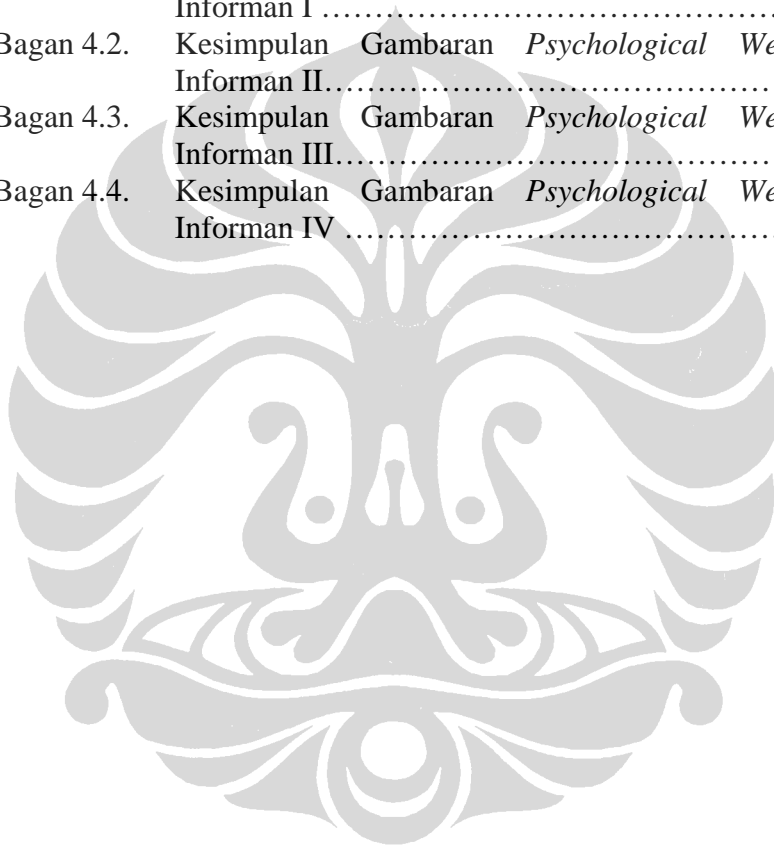 Informan I ……………………………………
Bagan 4.2. Kesimpulan Gambaran Psychological We
Informan II……………………………………
Bagan 4.3. Kesimpulan Gambaran Psychological We
Informan III……………………………………
Bagan 4.4. Kesimpulan Gambaran Psychological We
Informan IV ……………………………………